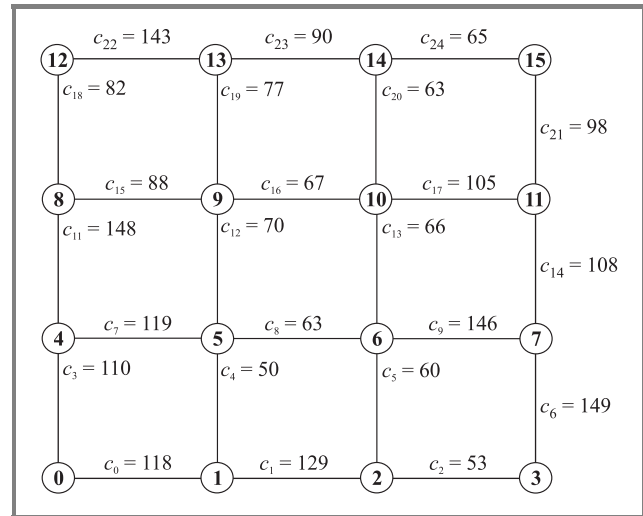 c22 = 143 c23 = 90 c24 = 65
12 13 14 15
c18 = 82 c19 = 77 c20 = 63
c21 = 98
c15 = 88 c16 = 67 c17 = 105
8 9 10 11
c11 = 148 c12 = 70 c13 = 66
c14 = 108
c7 = 119 c8 = 63 c9 = 146
4 5 6 7
c3 = 110 c4 = 50 c5 = 60
c6 = 149
c0 = 118 c1 = 129 c2 = 53
0 1 2 3